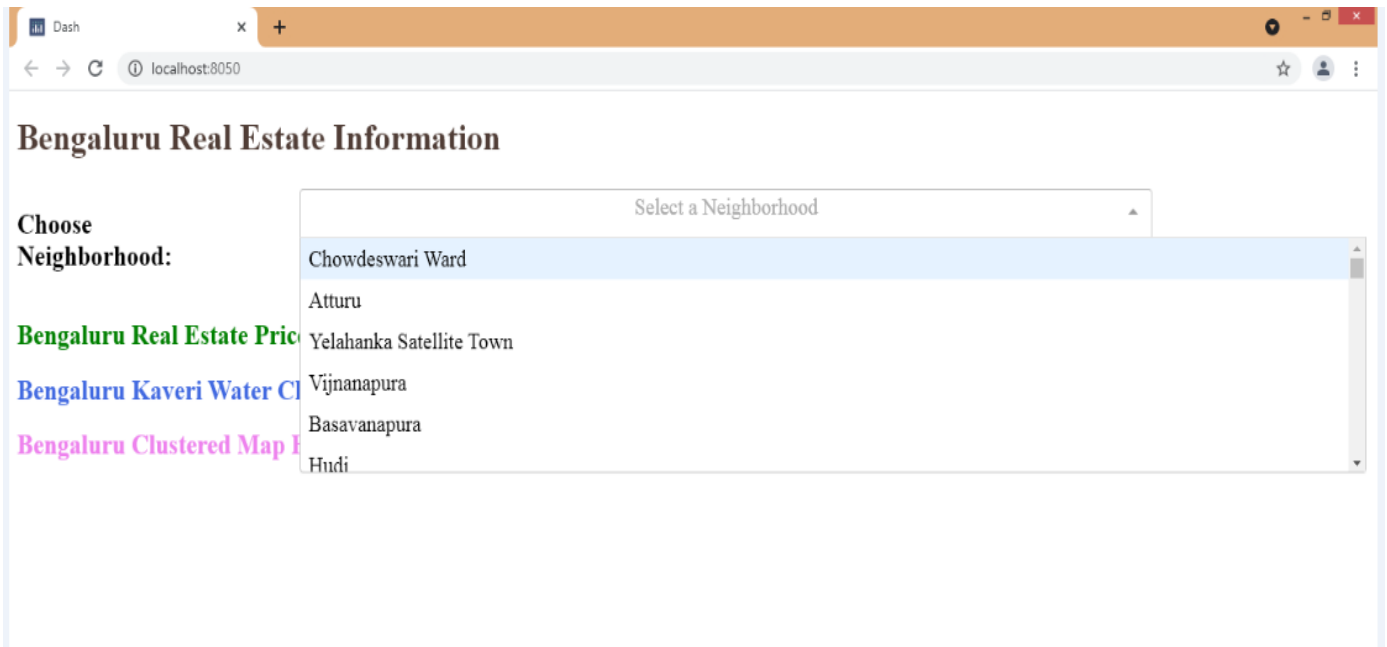 Dash
localhost:8050
Bengaluru Real Estate Information
Select a Neighborhood
Choose
Neighborhood:
Chowdeswari Ward
Atturu
Bengaluru Real Estate Pric
Yelahanka Satellite Town
Bengaluru Kaveri Water
Vijnanapura
Basavanapura
Bengaluru Clustered Map
Hudi